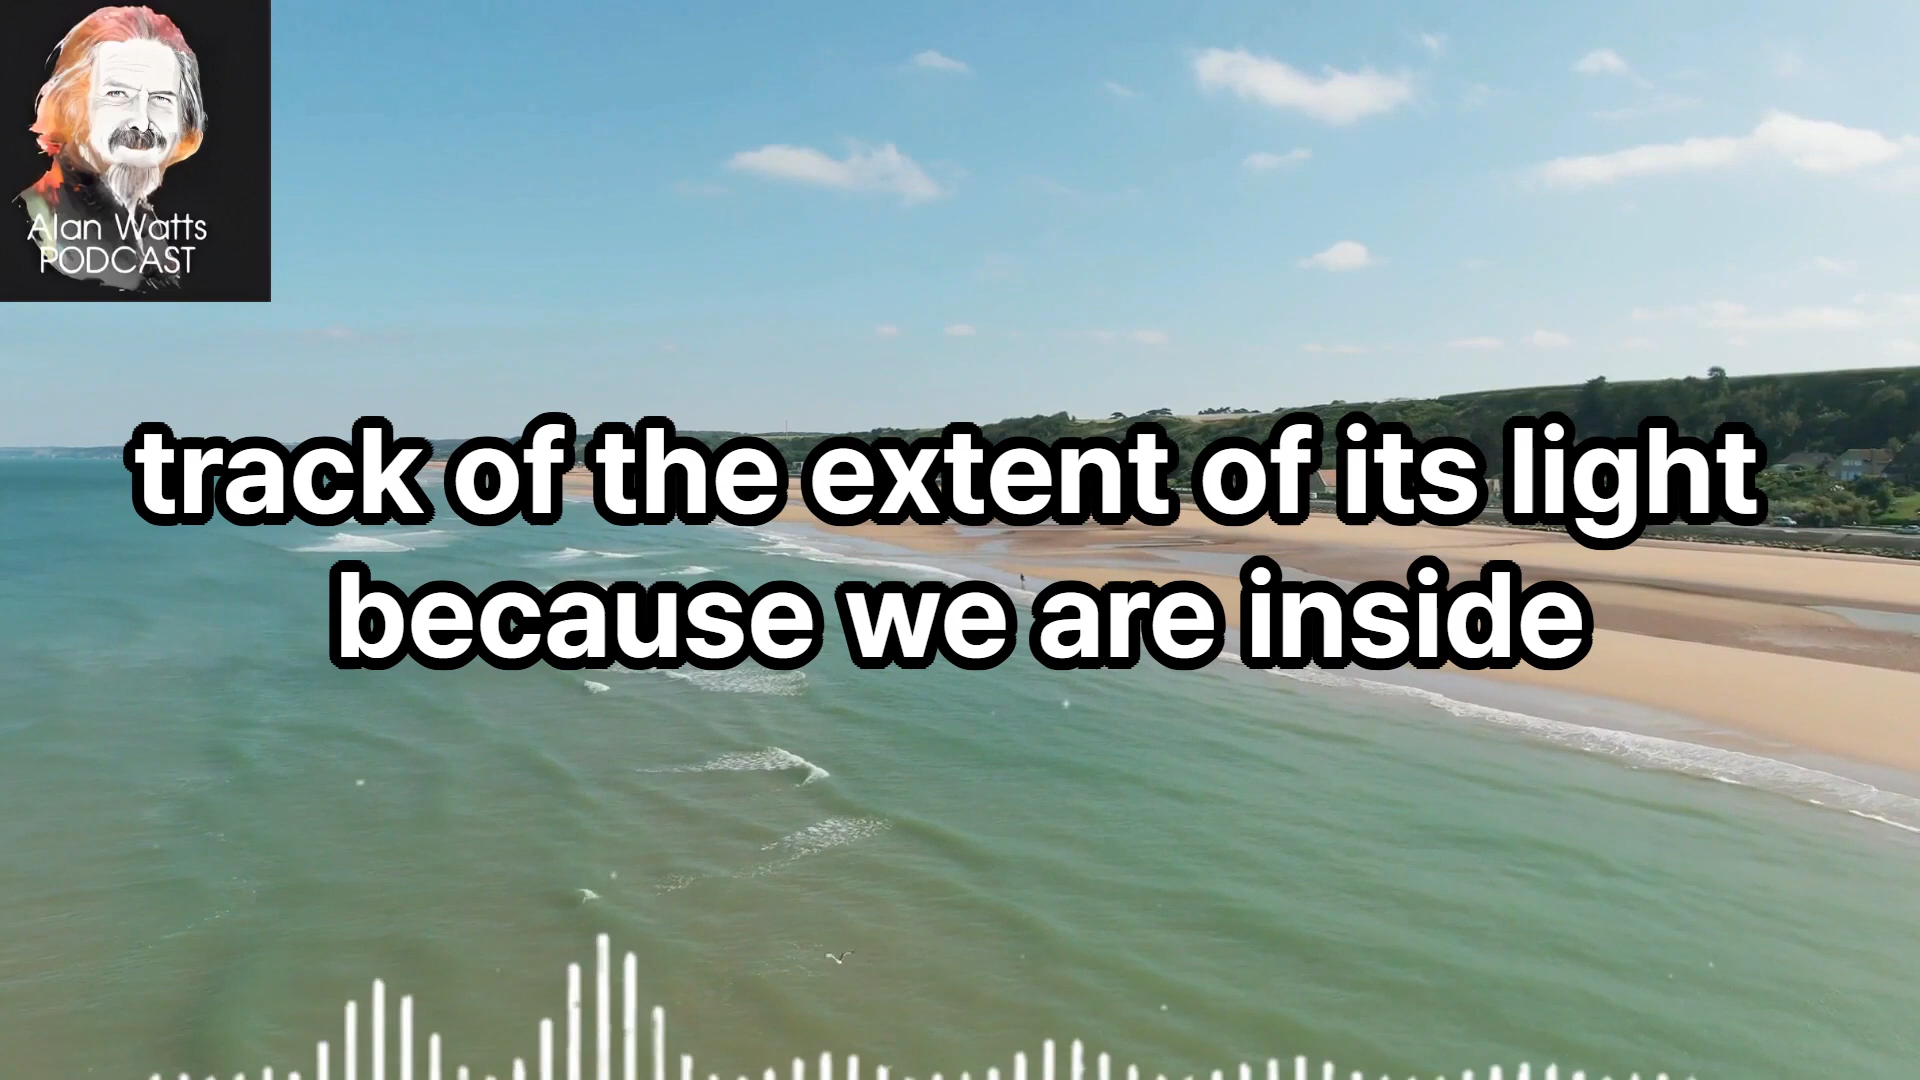 Alan Watts
PODCAST
track of the extent of its light
because we are inside